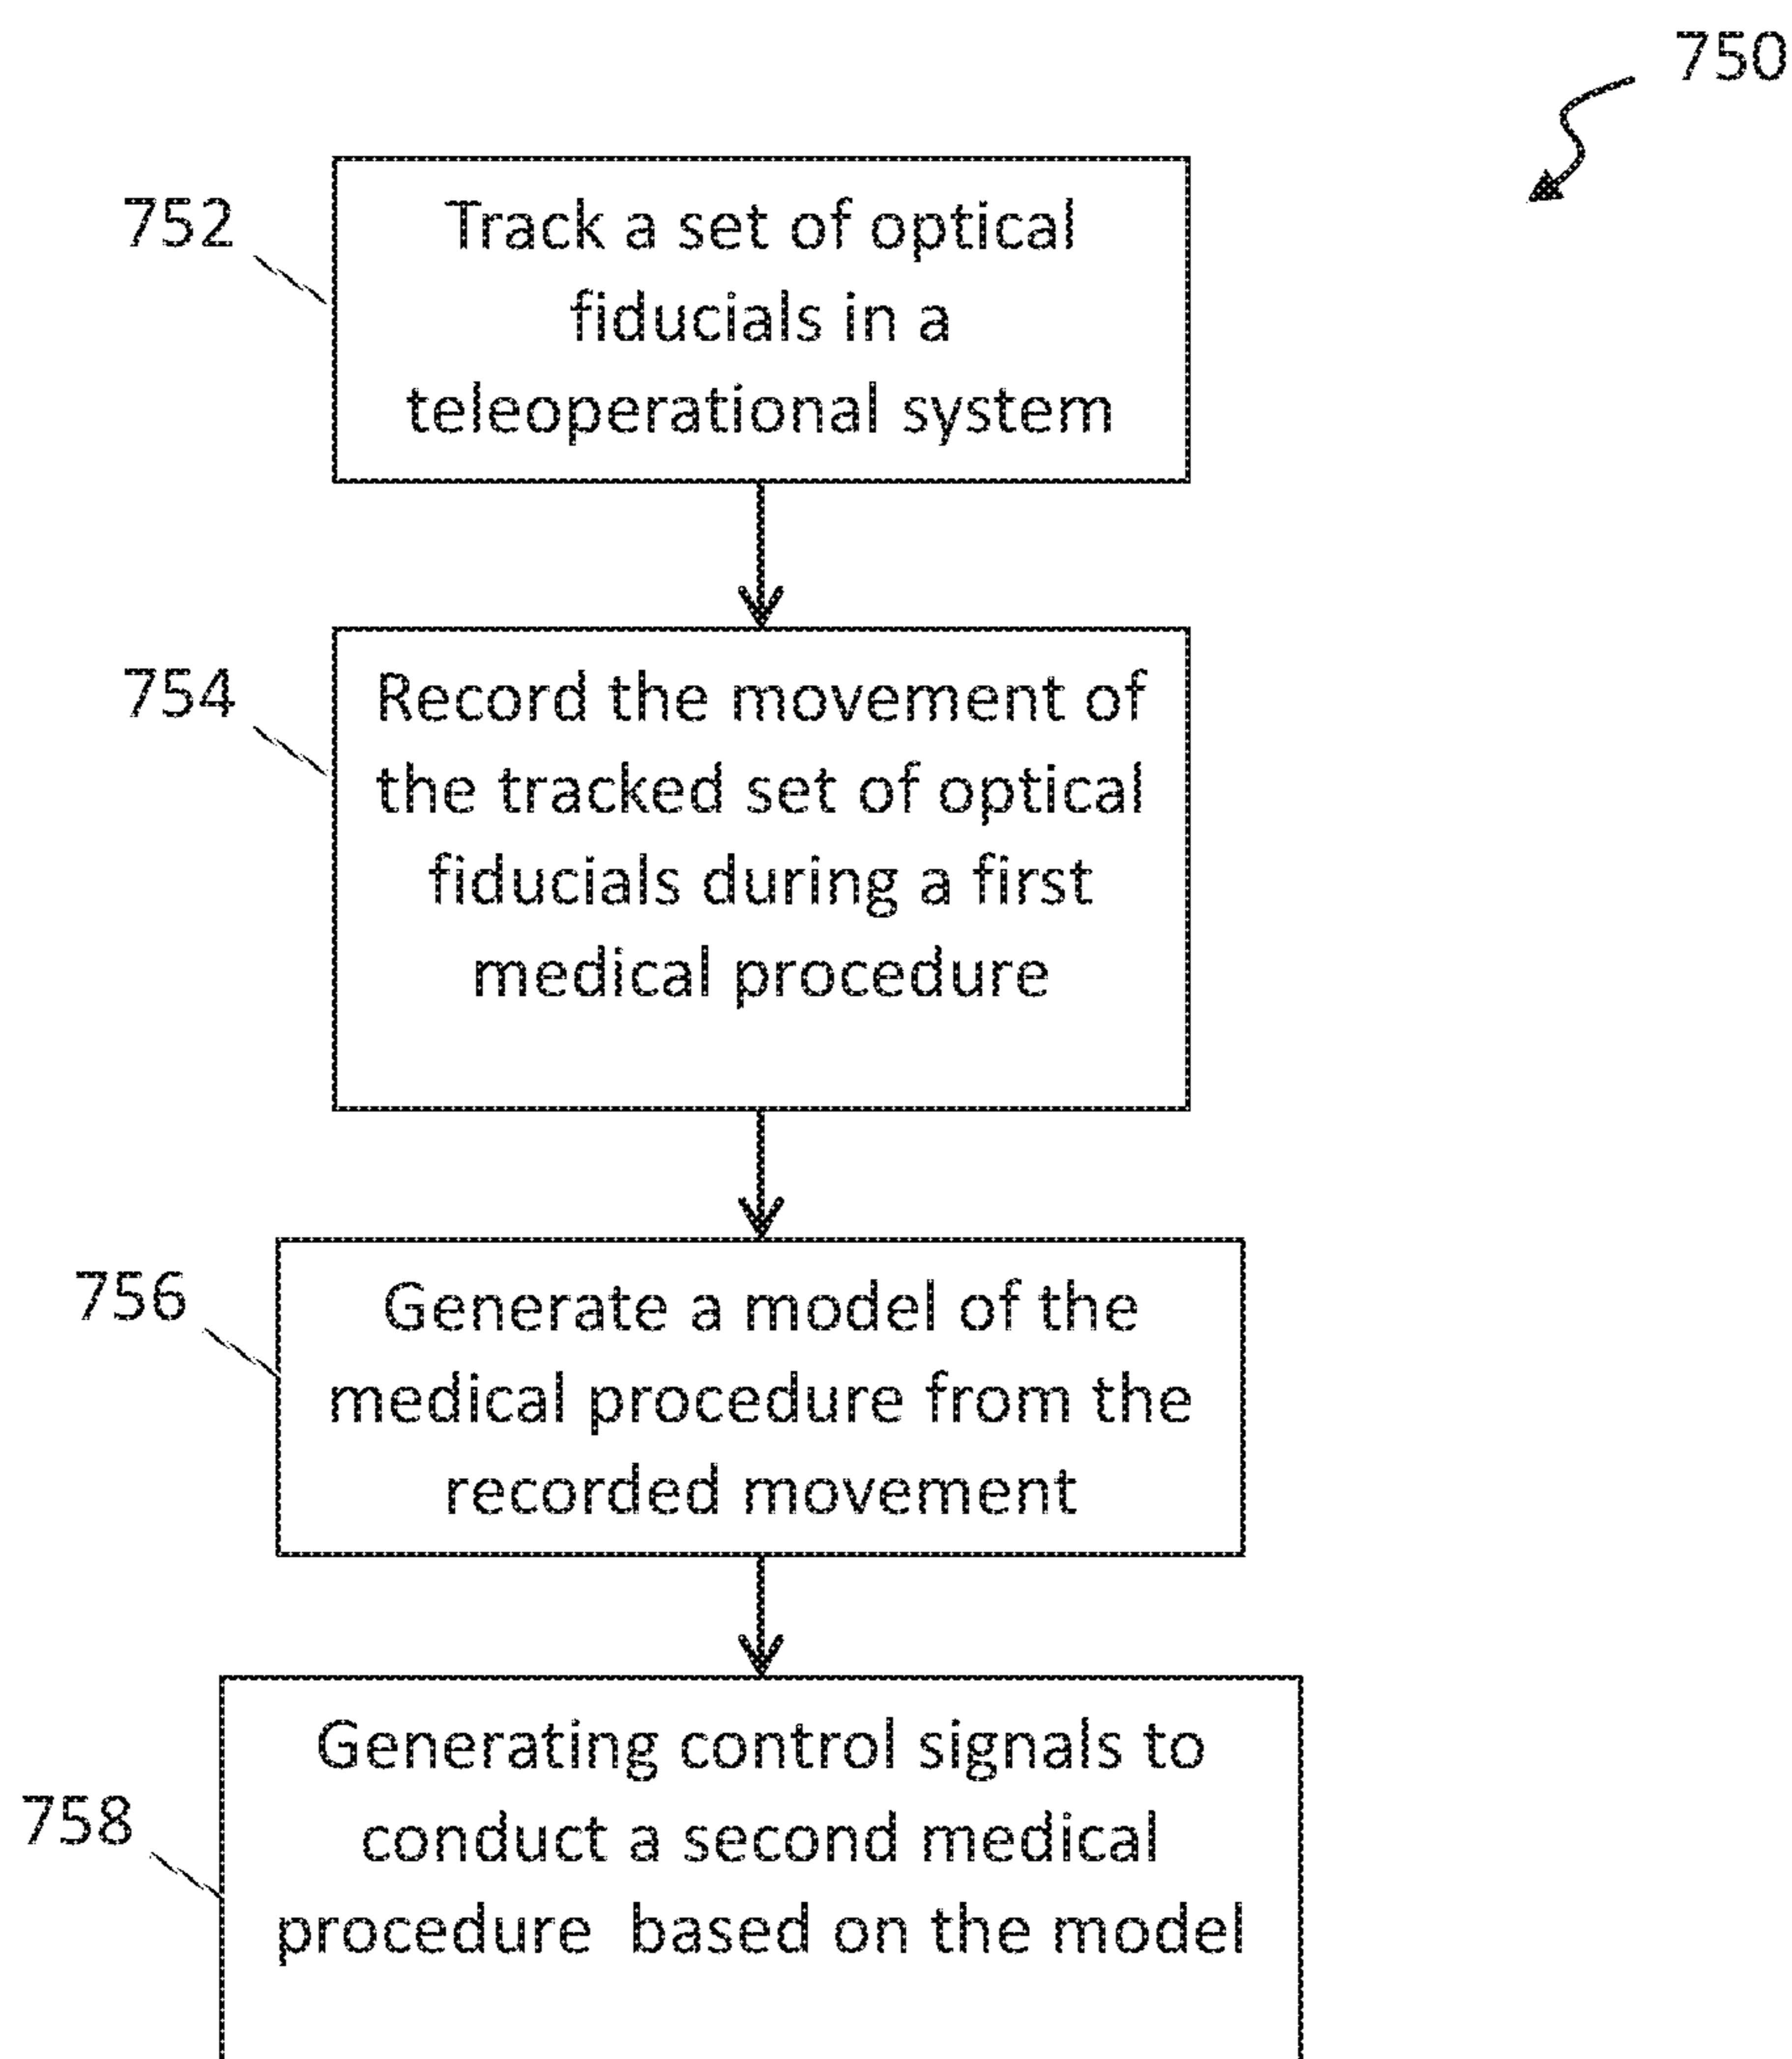 750
752
Track a set of optical
fiducials in a
teleoperational system
754
Record the movement of
the tracked set of optical
fiducials during a first
medical procedure
756
Generate a model of the
medical procedure from the
recorded movement
758
Generating control signals to
conduct a second medical
procedure  based on the model